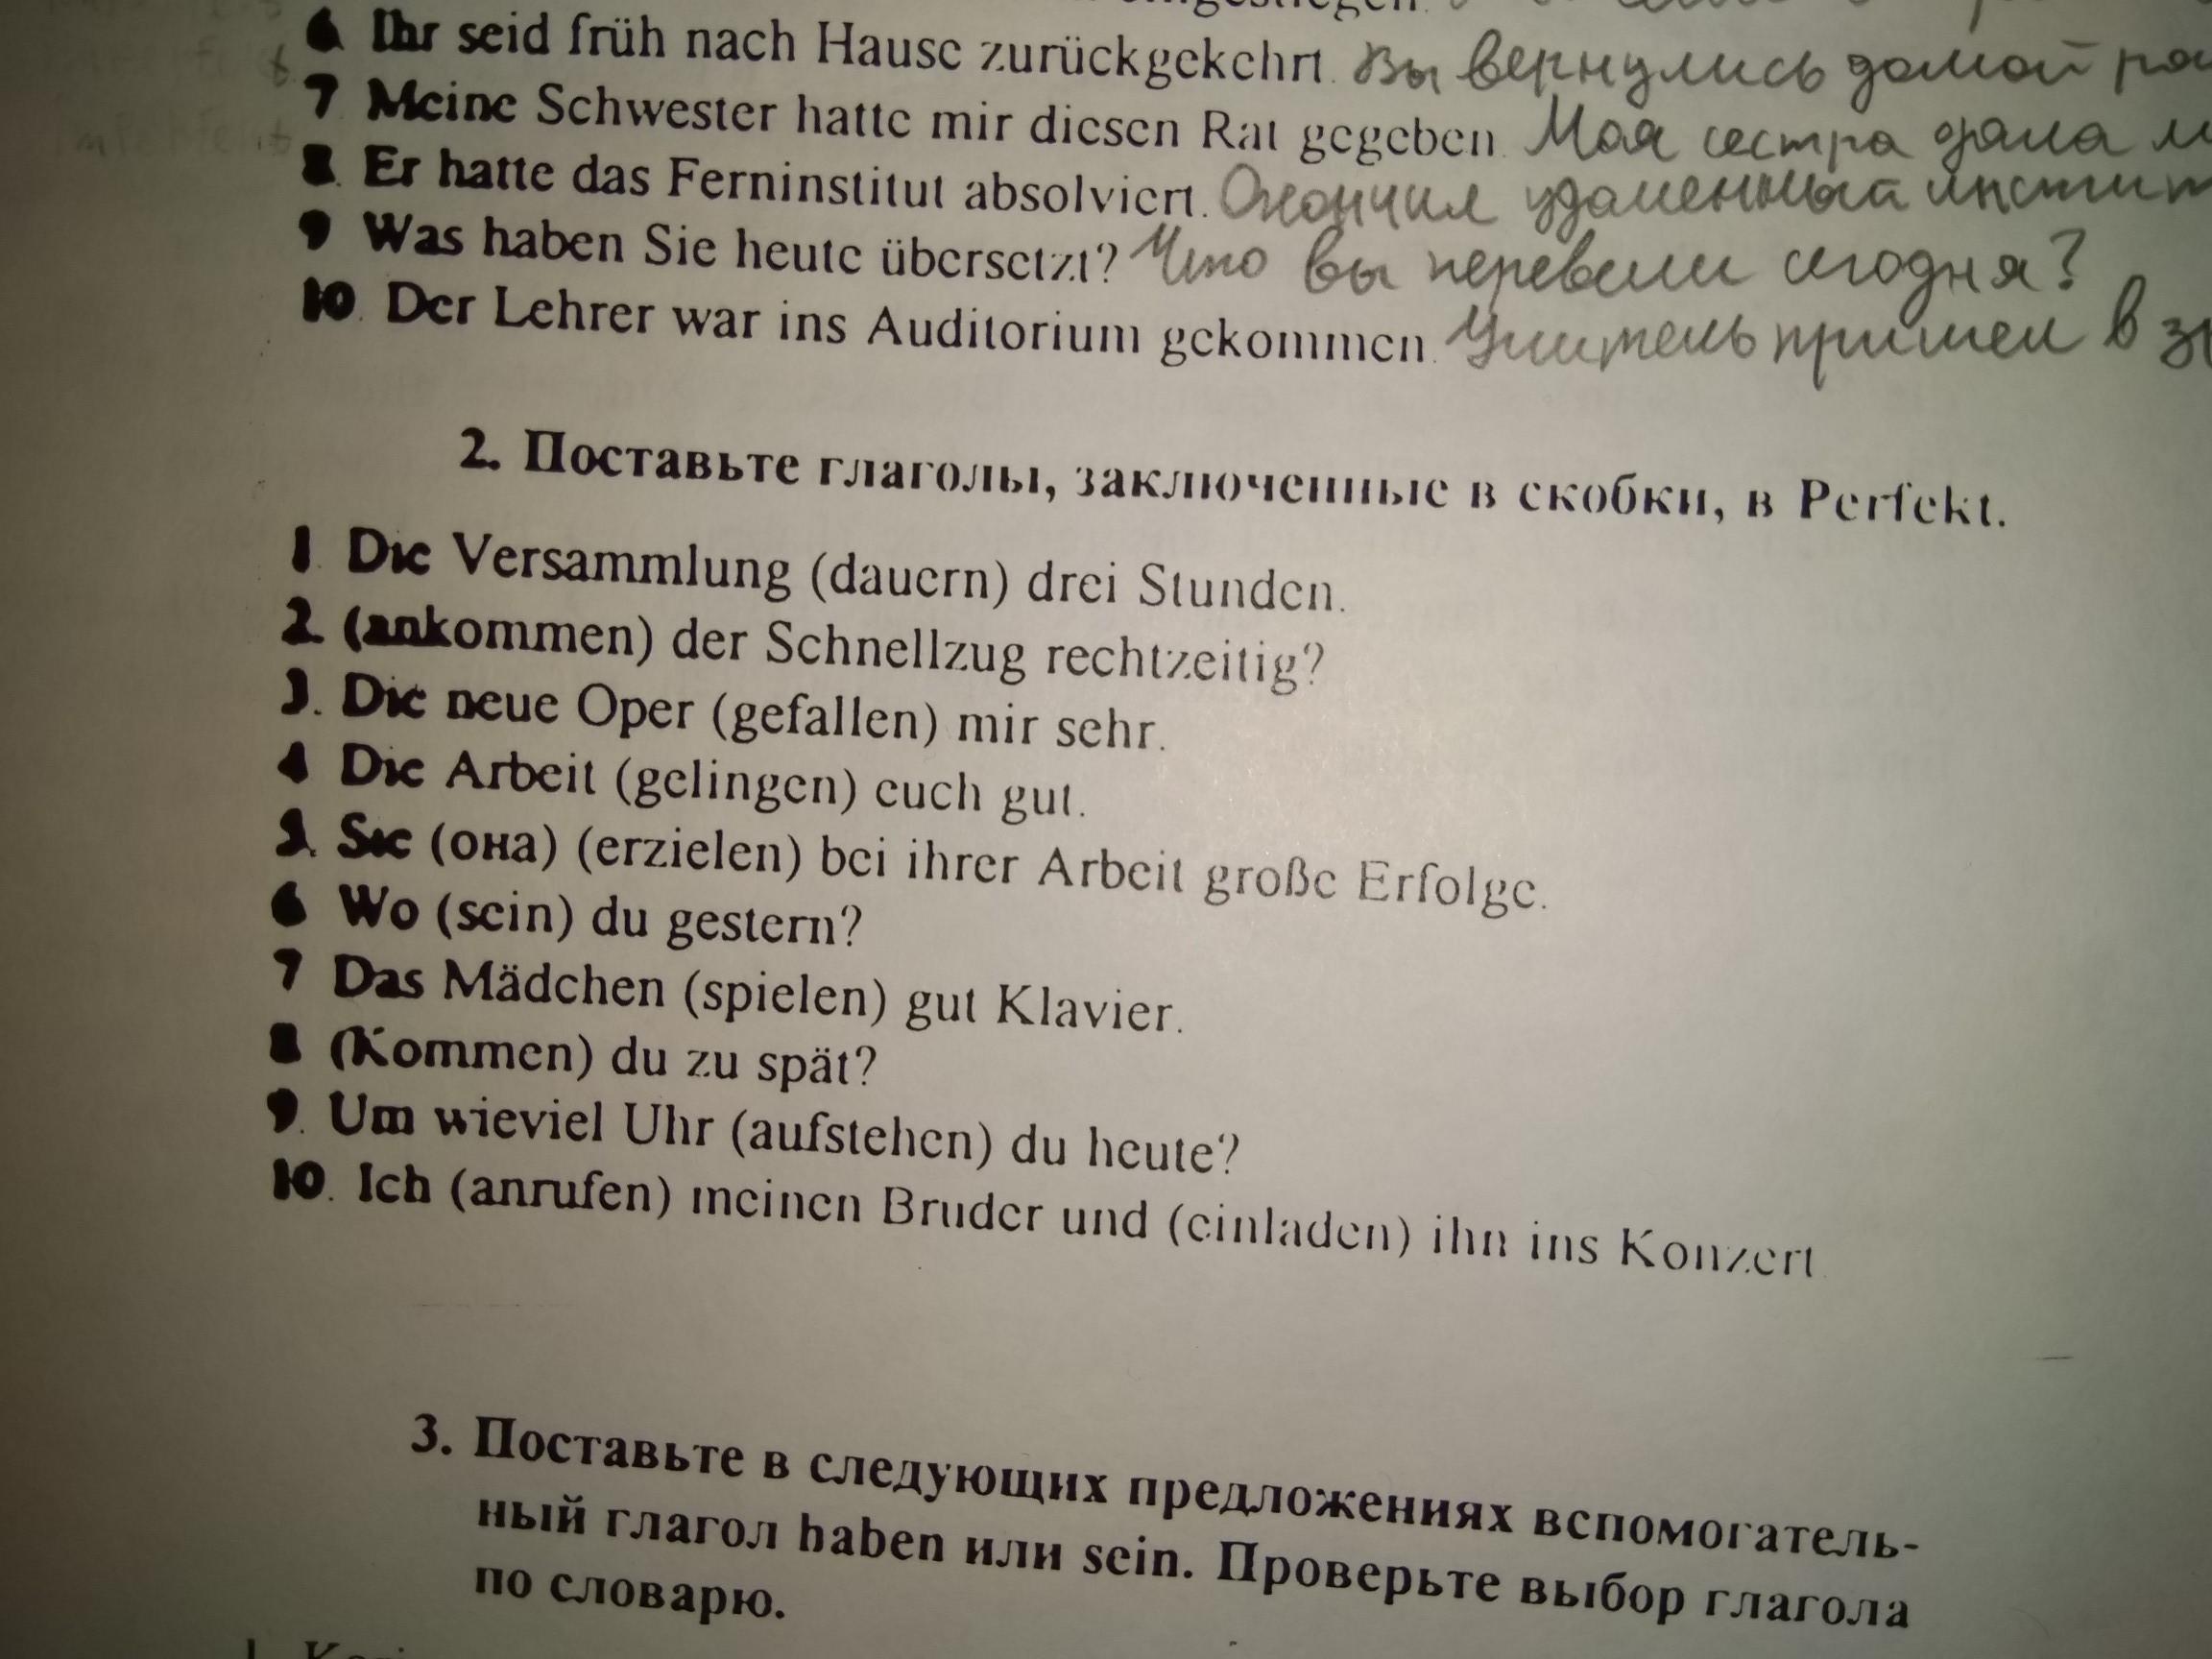 6. Ihr seid früh nach Hause zurückgekehrt. Вы вернулись домой
7. Meine Schwester hatte mir diesen Rat gegeben. Моя сестра дала
8. Er hatte das Ferninstitut absolviert. Окончил удаленный
9. Was haben Sie heute übersetzt? Что вы перевели сегодня?
10. Der Lehrer war ins Auditorium gekommen. Учитель пришел в
2. Поставьте глаголы, заключенные в скобки, в Perfekt.
1. Die Versammlung (dauern) drei Stunden.
2. (ankommen) der Schnellzug rechtzeitig?
3. Die neue Oper (gefallen) mir sehr.
4. Die Arbeit (gelingen) euch gut.
5. Sie (она) (erzielen) bei ihrer Arbeit große Erfolge.
6. Wo (sein) du gestern?
7. Das Mädchen (spielen) gut Klavier.
8. (Kommen) du zu spät?
9. Um wieviel Uhr (aufstehen) du heute?
10. Ich (anrufen) meinen Bruder und (einladen) ihn ins Konzert.
3. Поставьте в следующих предложениях вспомогатель-
ный глагол haben или sein. Проверьте выбор глагола
по словарю.